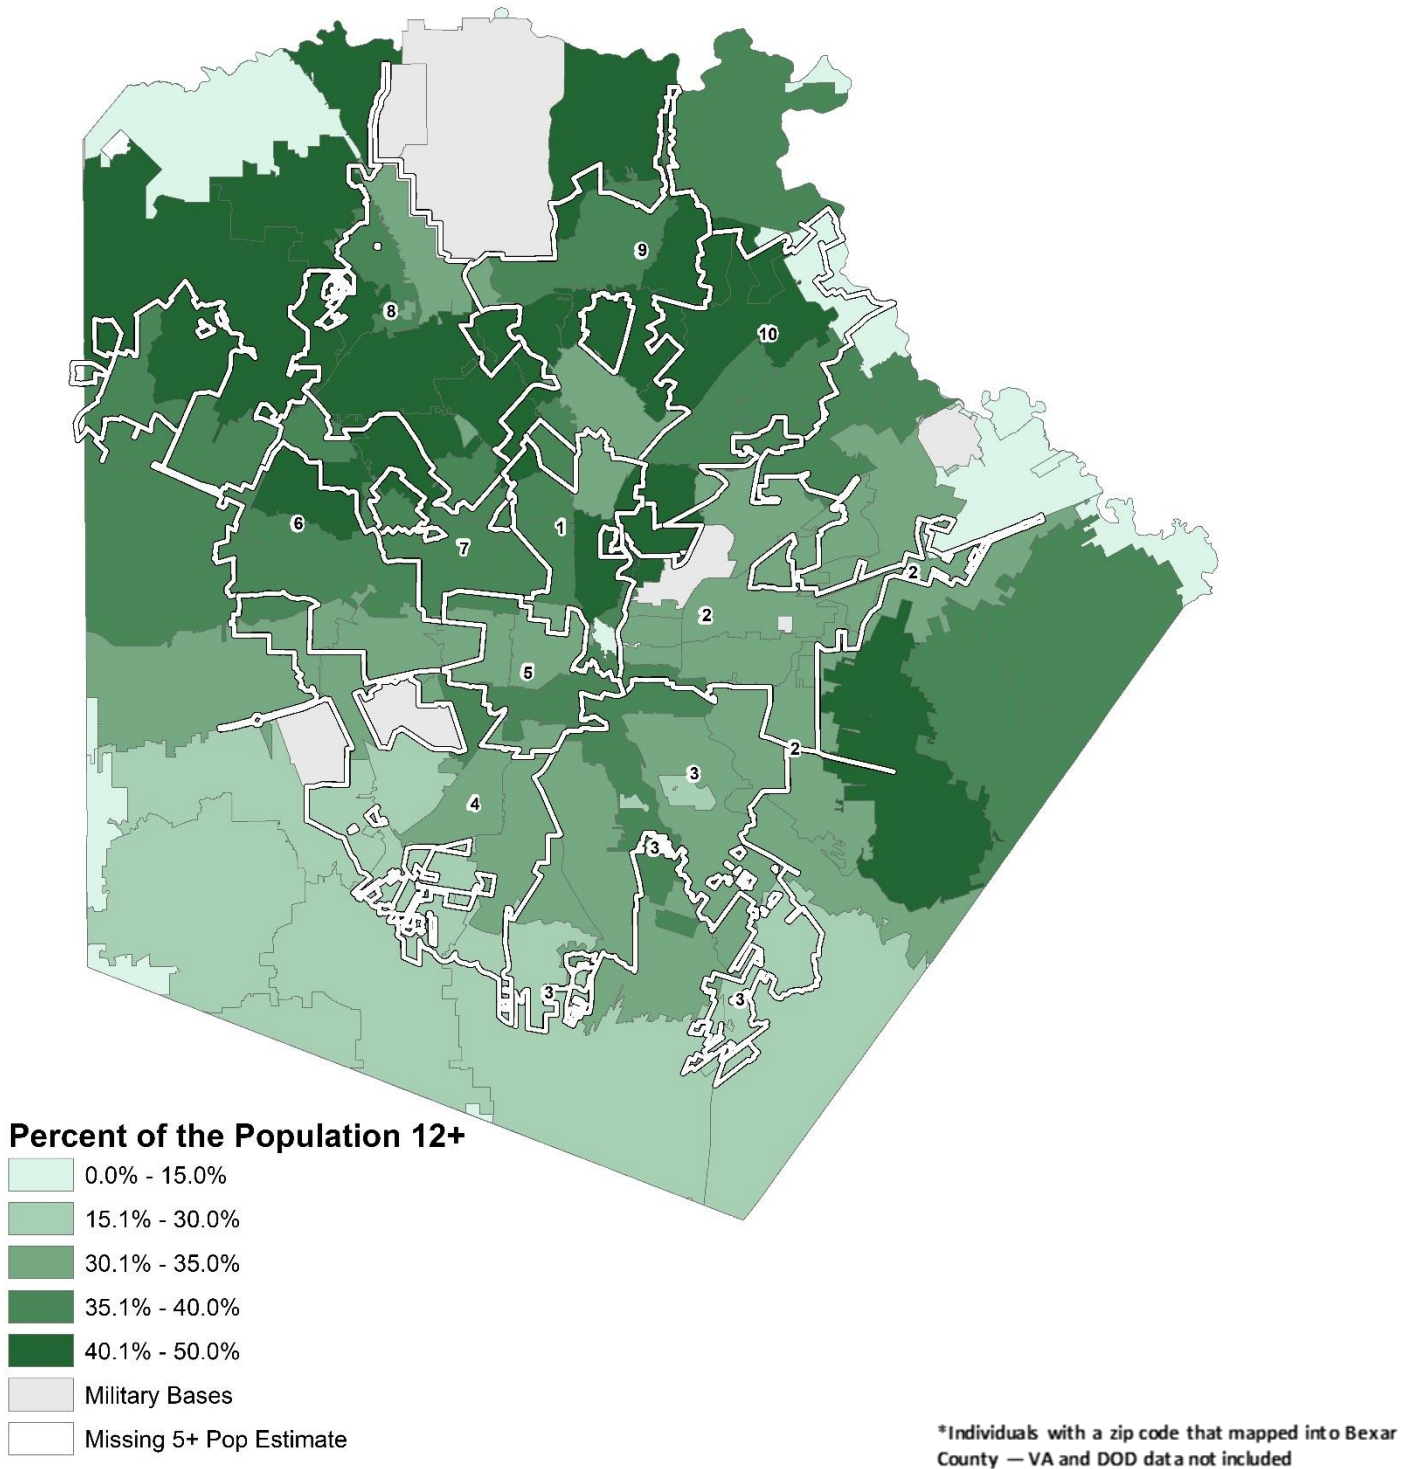 9
8
10
6
1
7
2
2
5
2
3
4
3
3
3
Percent of the Population 12+
0.0% - 15.0%
15.1% - 30.0%
30.1% - 35.0%
35.1% - 40.0%
40.1% - 50.0%
Military Bases
Missing 5+ Pop Estimate
*Individuals with a zip code that mapped into Bexar
County — VA and DOD data not included